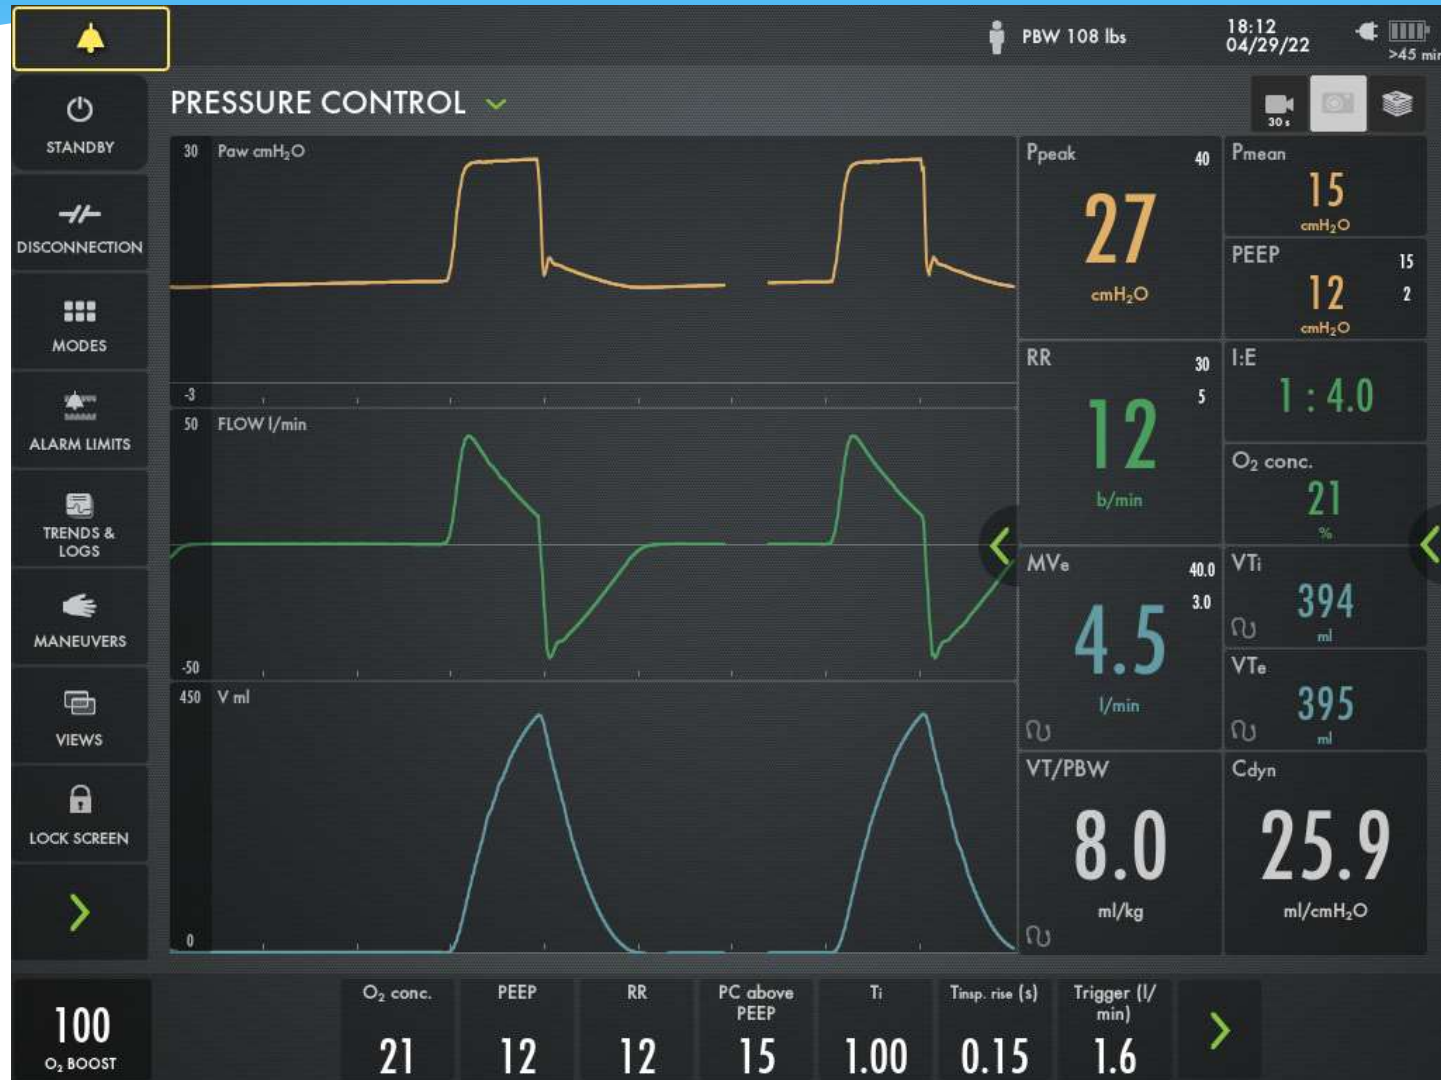 PBW 108 lbs
18:12
04/29/22
>45 min
STANDBY
PRESSURE CONTROL
30 s
DISCONNECTION
MODES
ALARM LIMITS
TRENDS &
LOGS
MANEUVERS
VIEWS
LOCK SCREEN
30 Paw cmH₂O
-3
50 FLOW l/min
-50
450 V ml
0
Ppeak 40
27
cmH₂O
Pmean
15
cmH₂O
PEEP 15
12 2
cmH₂O
RR 30
5
12
b/min
I:E
1 : 4.0
O₂ conc.
21
%
MVe 40.0
3.0
4.5
l/min
VTi
394
ml
VTe
395
ml
VT/PBW
8.0
ml/kg
Cdyn
25.9
ml/cmH₂O
100
O₂ BOOST
O₂ conc.
21
PEEP
12
RR
12
PC above
PEEP
15
Ti
1.00
Tinsp. rise (s)
0.15
Trigger (l/
min)
1.6